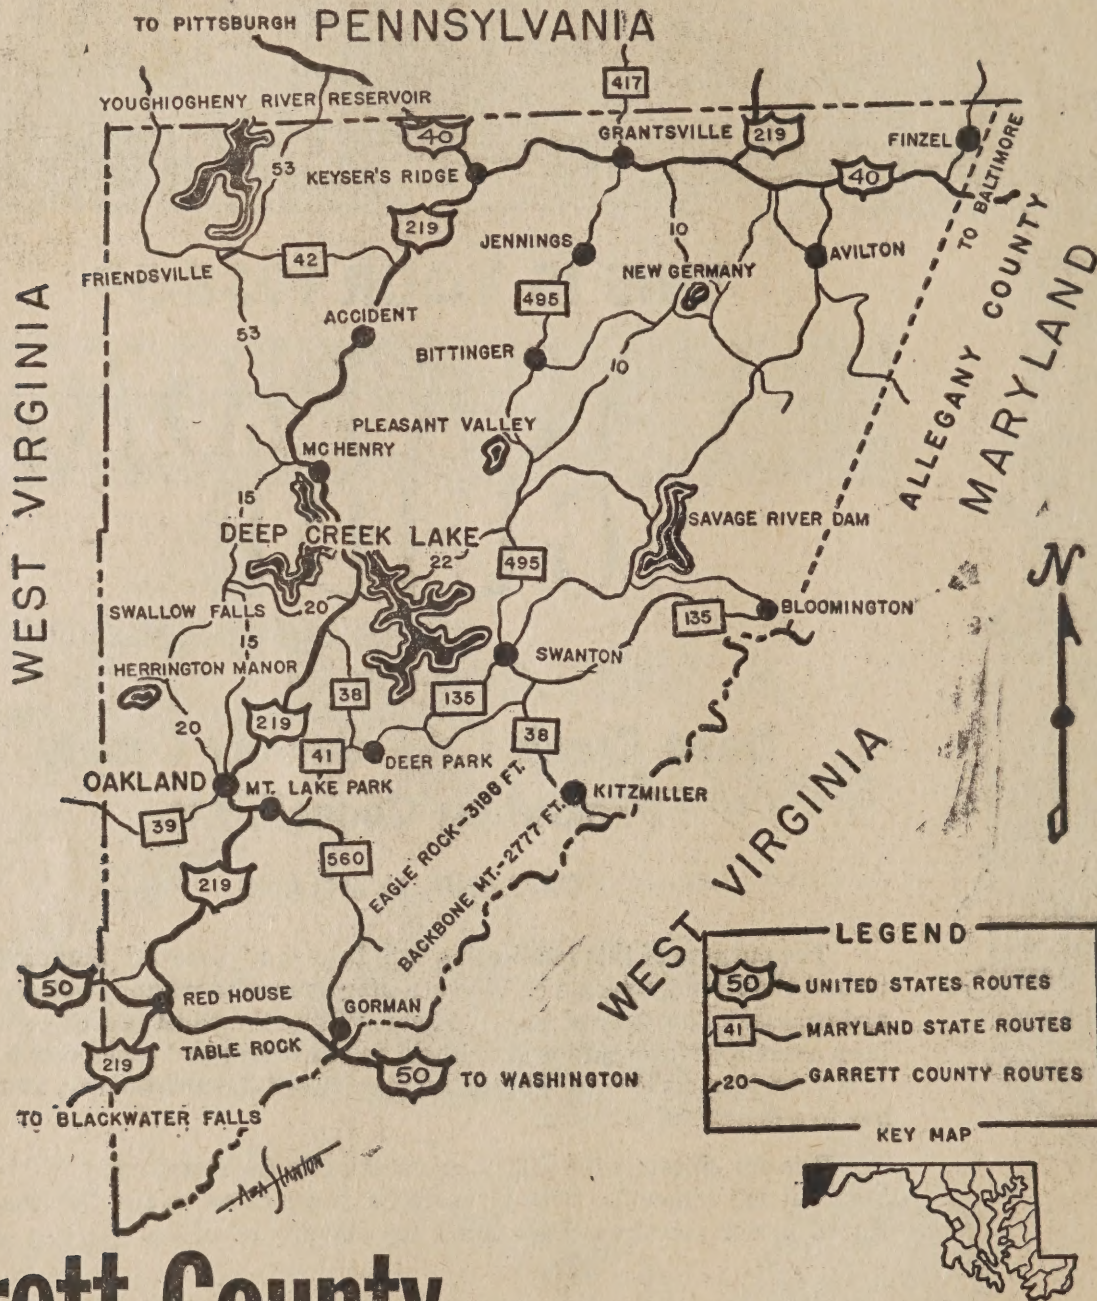 TO PITTSBURGH PENNSYLVANIA
417
YOUGHIOGHENY RIVER RESERVOIR
40
GRANTSVILLE
219
FINZEL
TO BALTIMORE
53
KEYSER'S RIDGE
40
219
10
JENNINGS
AVILTON
42
NEW GERMANY
FRIENDSVILLE
495
ALLEGANY COUNTY
MARYLAND
WEST VIRGINIA
53
ACCIDENT
BITTINGER
10
PLEASANT VALLEY
MCHENRY
15
SAVAGE RIVER DAM
DEEP CREEK LAKE
22
495
N
SWALLOW FALLS
20
135
BLOOMINGTON
15
SWANTON
HERRINGTON MANOR
38
135
20
219
38
41
DEER PARK
OAKLAND
MT. LAKE PARK
KITZMILLER
39
EAGLE ROCK-3188 FT.
BACKBONE MT.-2777 FT.
560
219
WEST VIRGINIA
LEGEND
50
UNITED STATES ROUTES
41
MARYLAND STATE ROUTES
20
GARRETT COUNTY ROUTES
50
RED HOUSE
GORMAN
TABLE ROCK
219
50
TO WASHINGTON
TO BLACKWATER FALLS
KEY MAP
rett County